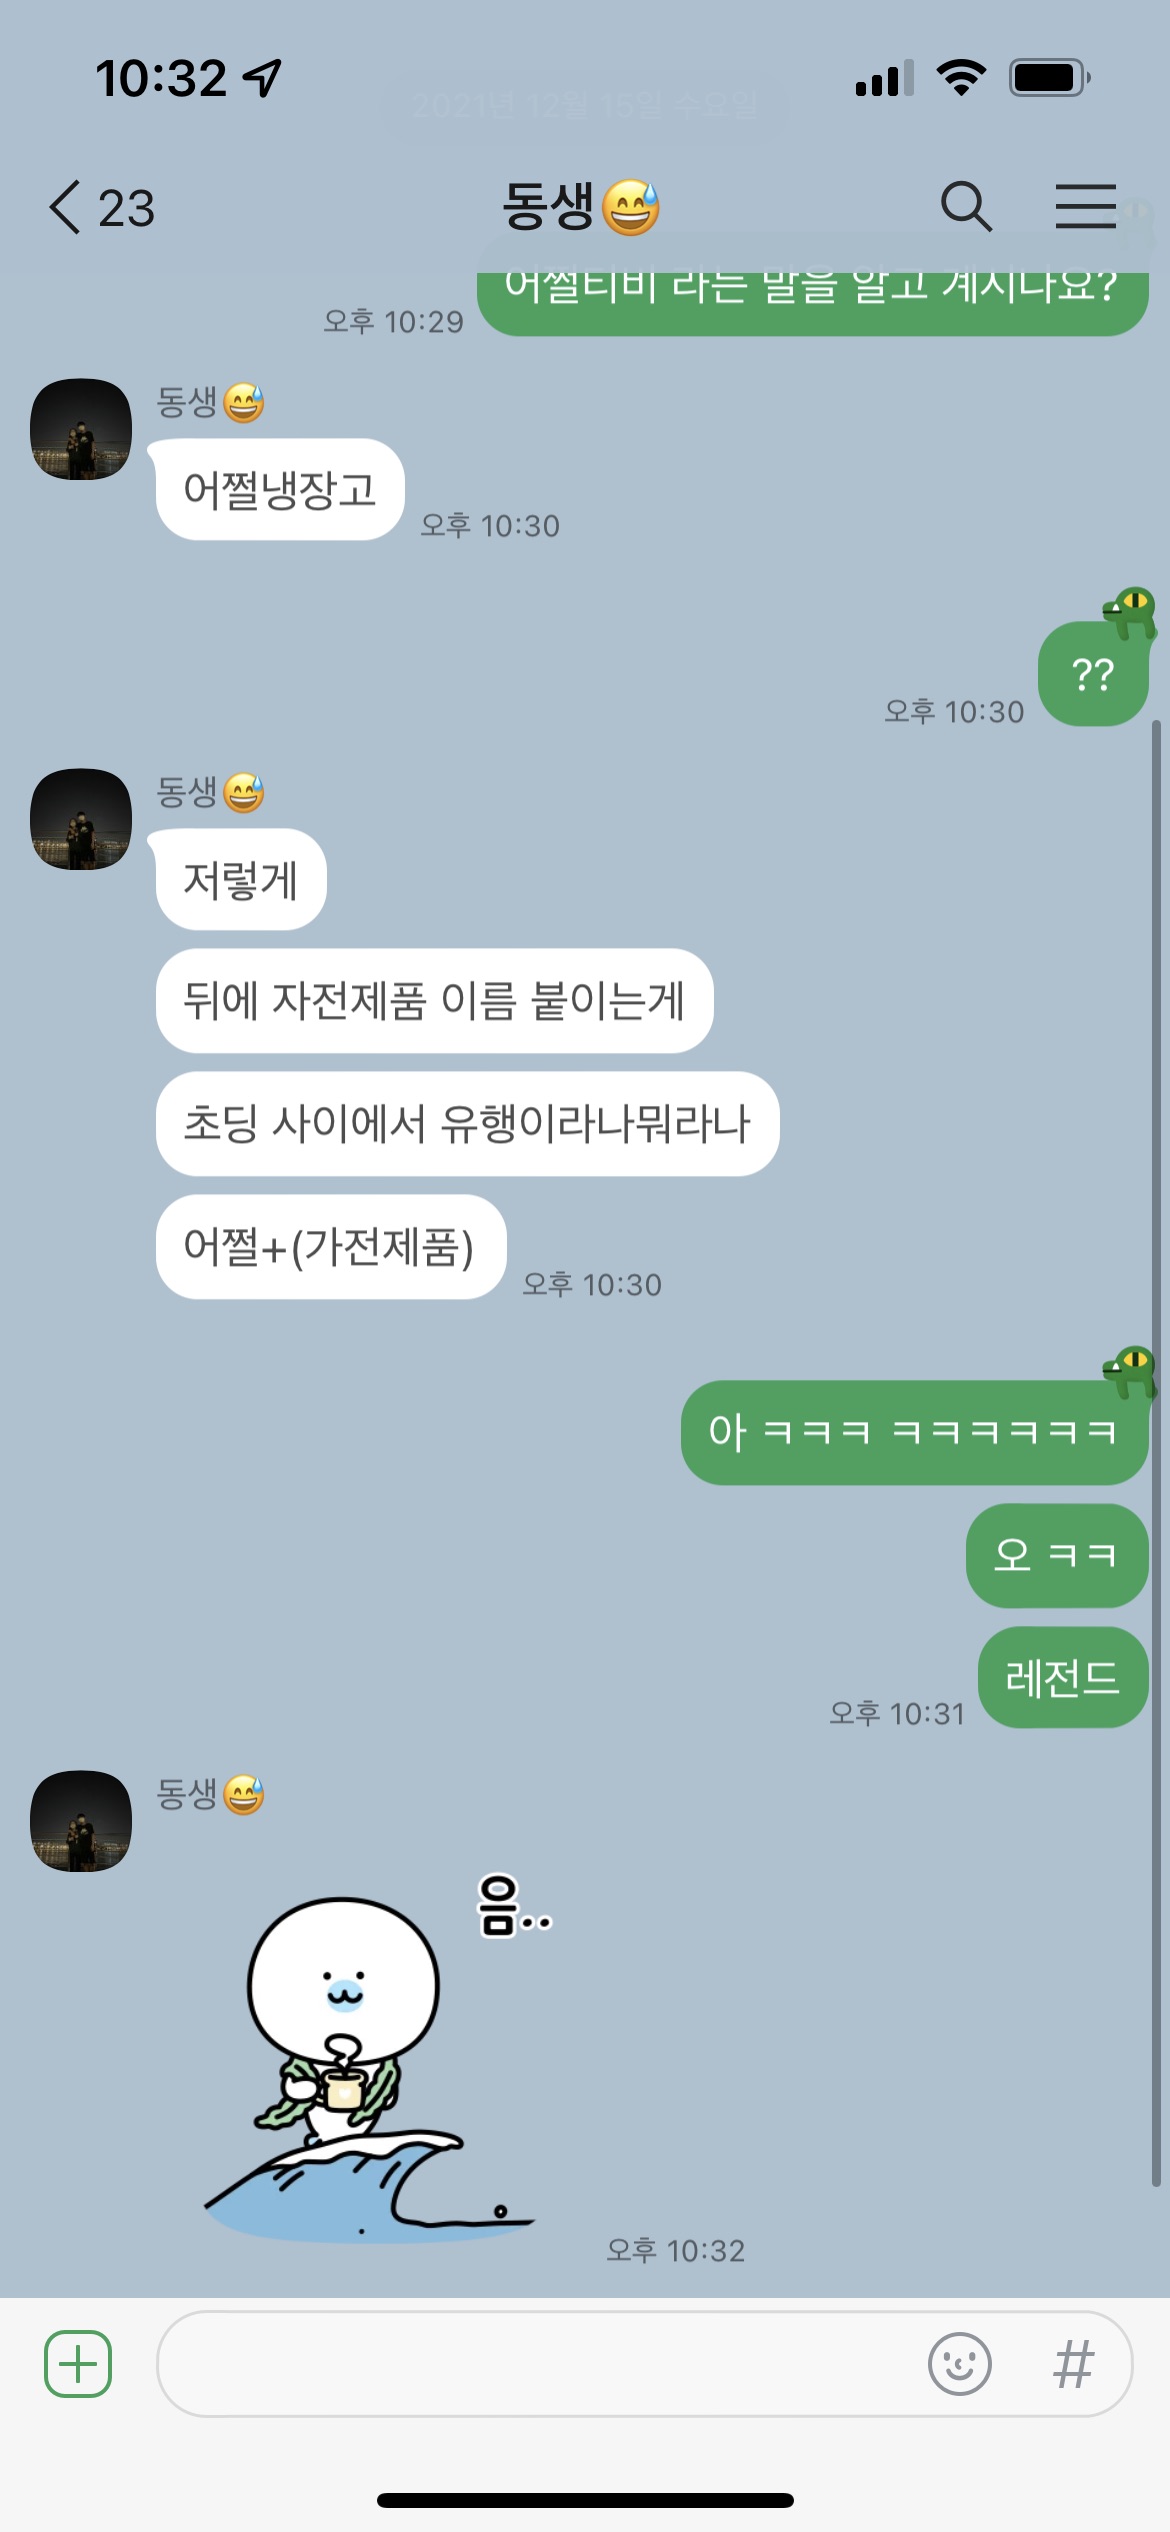 10:32
2021년 12월 15일 수요일
23
동생😅
어쩔티비 라는 말을 알고 계시나요?
오후 10:29
동생😅
어쩔냉장고
오후 10:30
??
오후 10:30
동생😅
저렇게
뒤에 자전제품 이름 붙이는게
초딩 사이에서 유행이라나뭐라나
어쩔+(가전제품)
오후 10:30
아 ㅋㅋㅋ ㅋㅋㅋㅋㅋㅋ
오 ㅋㅋ
레전드
오후 10:31
동생😅
음..
오후 10:32
#